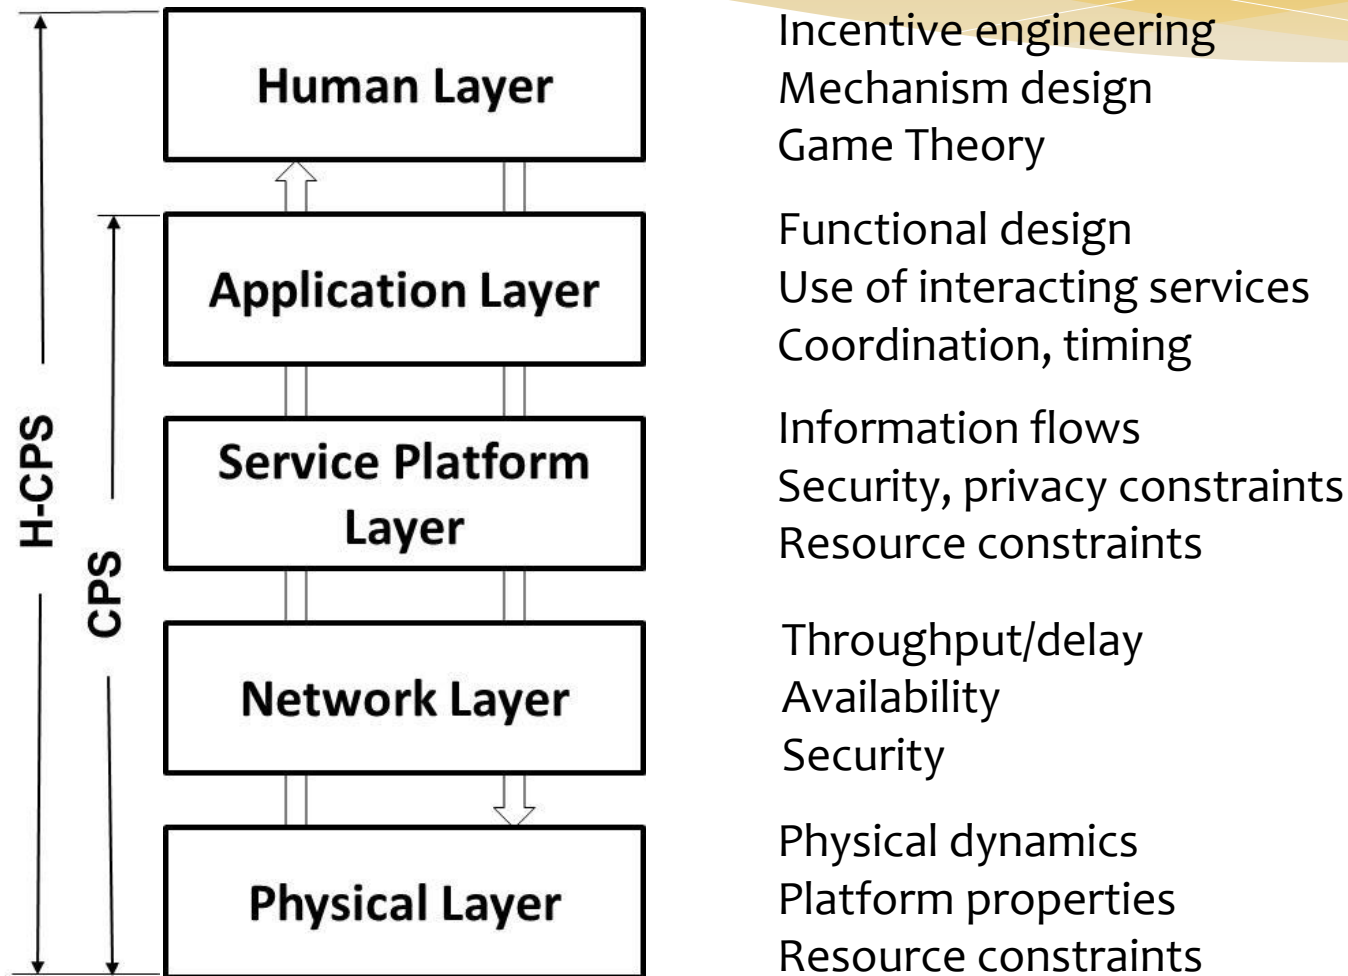 H-CPS
CPS
Human Layer
Incentive engineering
Mechanism design
Game Theory
Application Layer
Functional design
Use of interacting services
Coordination, timing
Service Platform
Layer
Information flows
Security, privacy constraints
Resource constraints
Network Layer
Throughput/delay
Availability
Security
Physical Layer
Physical dynamics
Platform properties
Resource constraints